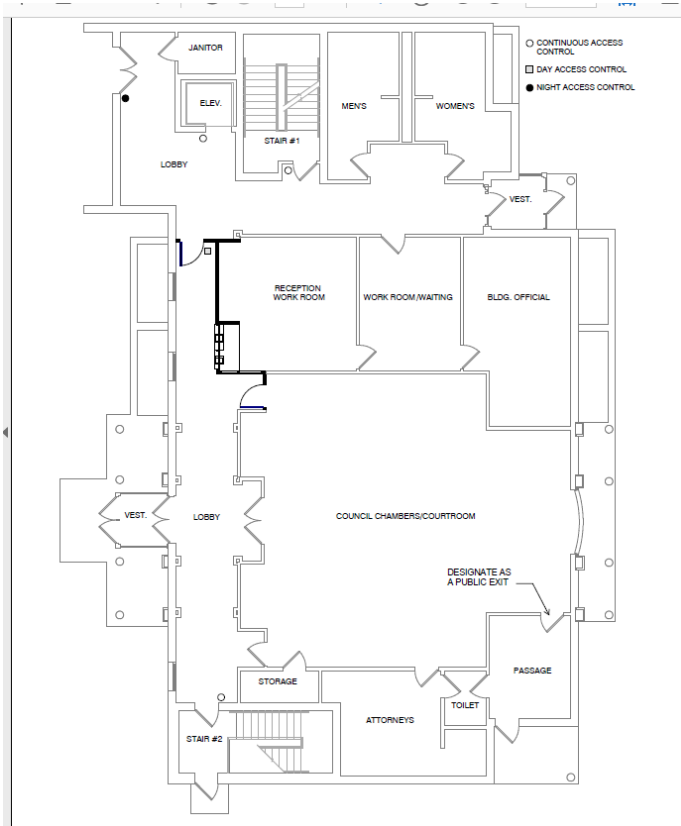 JANITOR
CONTINUOUS ACCESS
CONTROL
DAY ACCESS CONTROL
NIGHT ACCESS CONTROL
ELEV.
MEN'S
WOMEN'S
STAIR #1
LOBBY
VEST.
RECEPTION
WORK ROOM
WORK ROOM/WAITING
BLDG. OFFICIAL
VEST.
LOBBY
COUNCIL CHAMBERS/COURTROOM
DESIGNATE AS
A PUBLIC EXIT
PASSAGE
STORAGE
TOILET
ATTORNEYS
STAIR #2